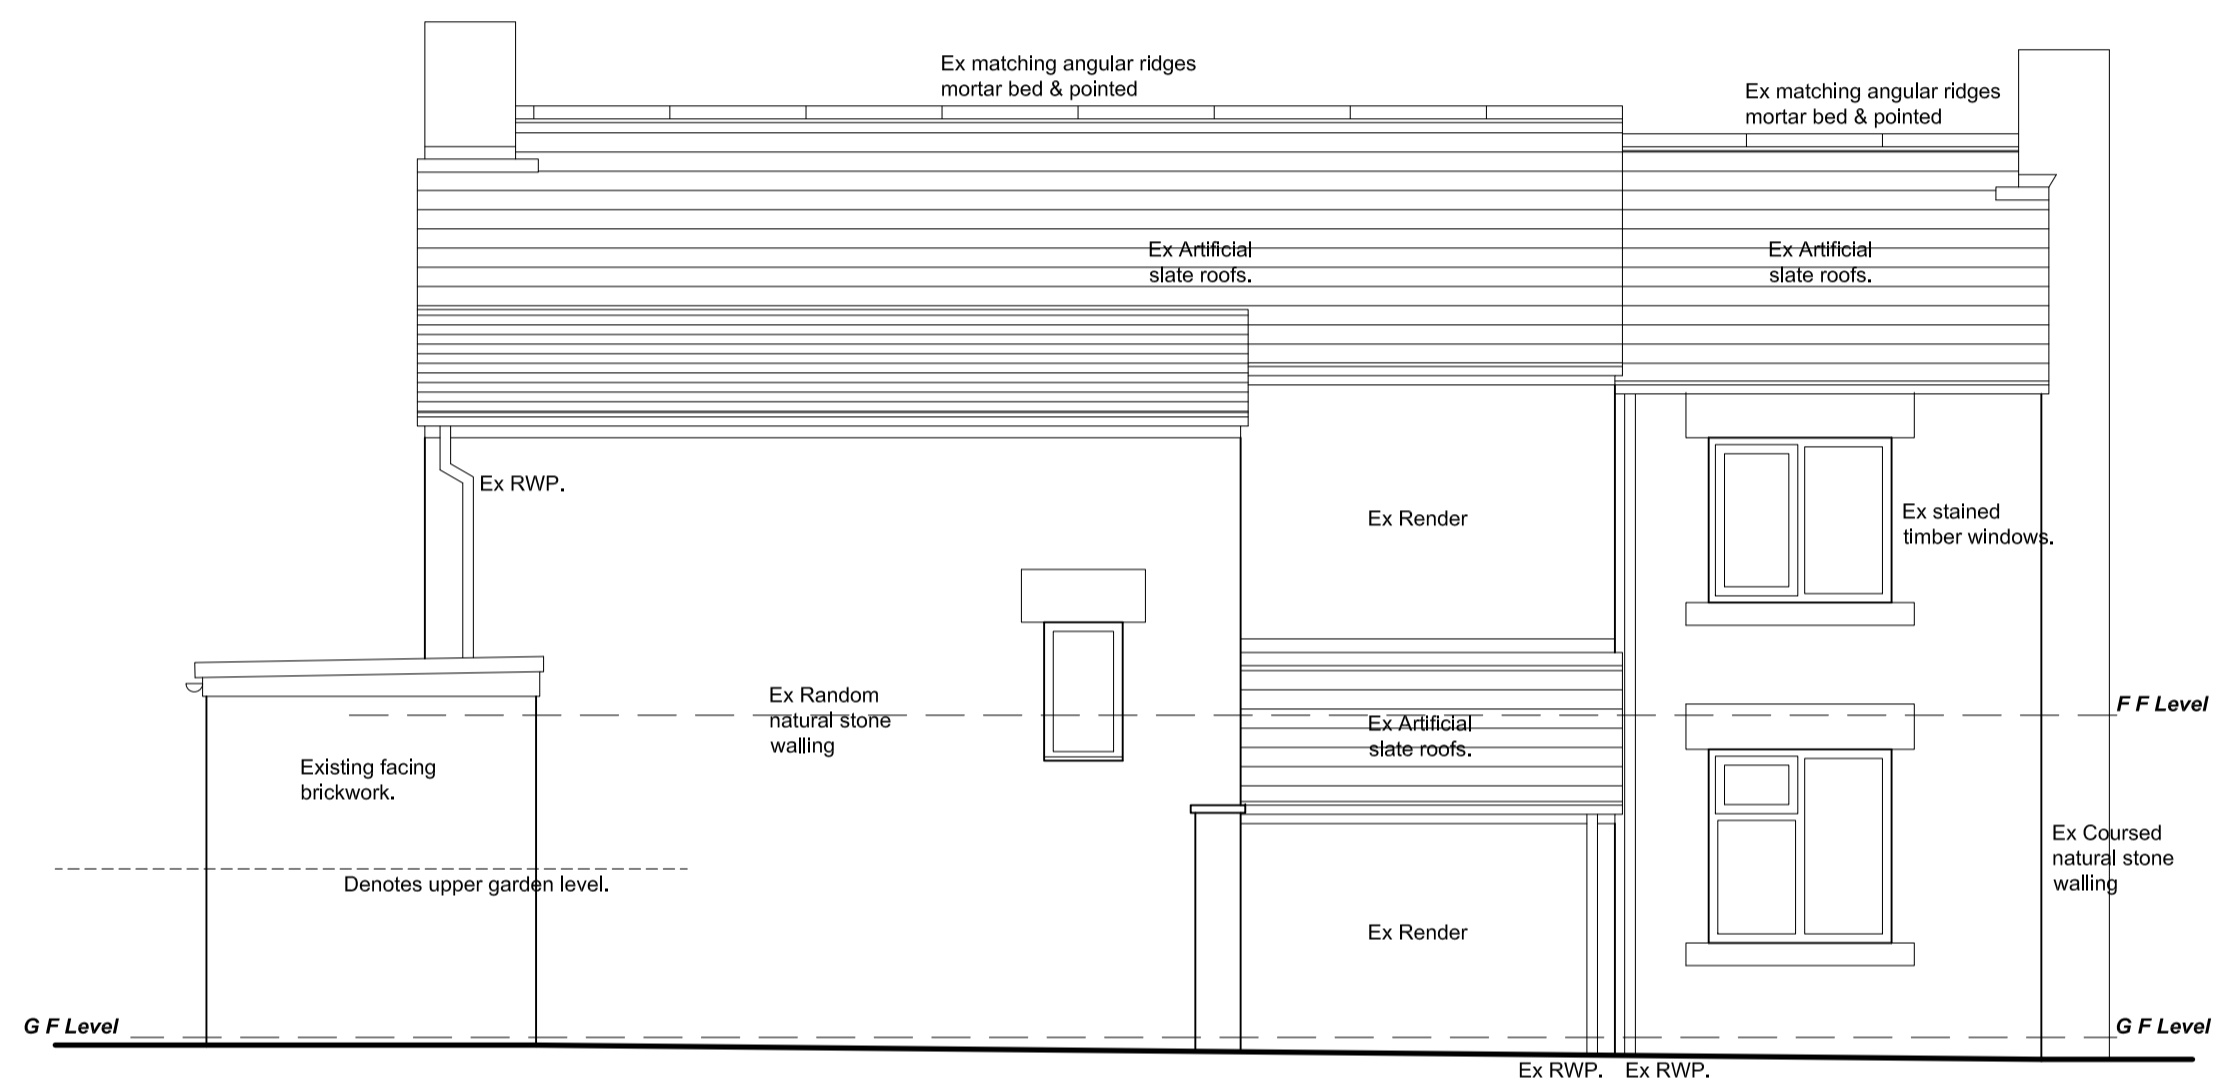 Ex matching angular ridges
mortar bed & pointed
Ex matching angular ridges
mortar bed & pointed
Ex Artificial
slate roofs.
Ex Artificial
slate roofs.
Ex RWP.
Ex Render
Ex stained
timber windows.
Ex Random
natural stone
walling
F F Level
Ex Artificial
slate roofs.
Existing facing
brickwork.
Ex Coursed
natural stone
walling
Denotes upper garden level.
Ex Render
G F Level
G F Level
Ex RWP.
Ex RWP.